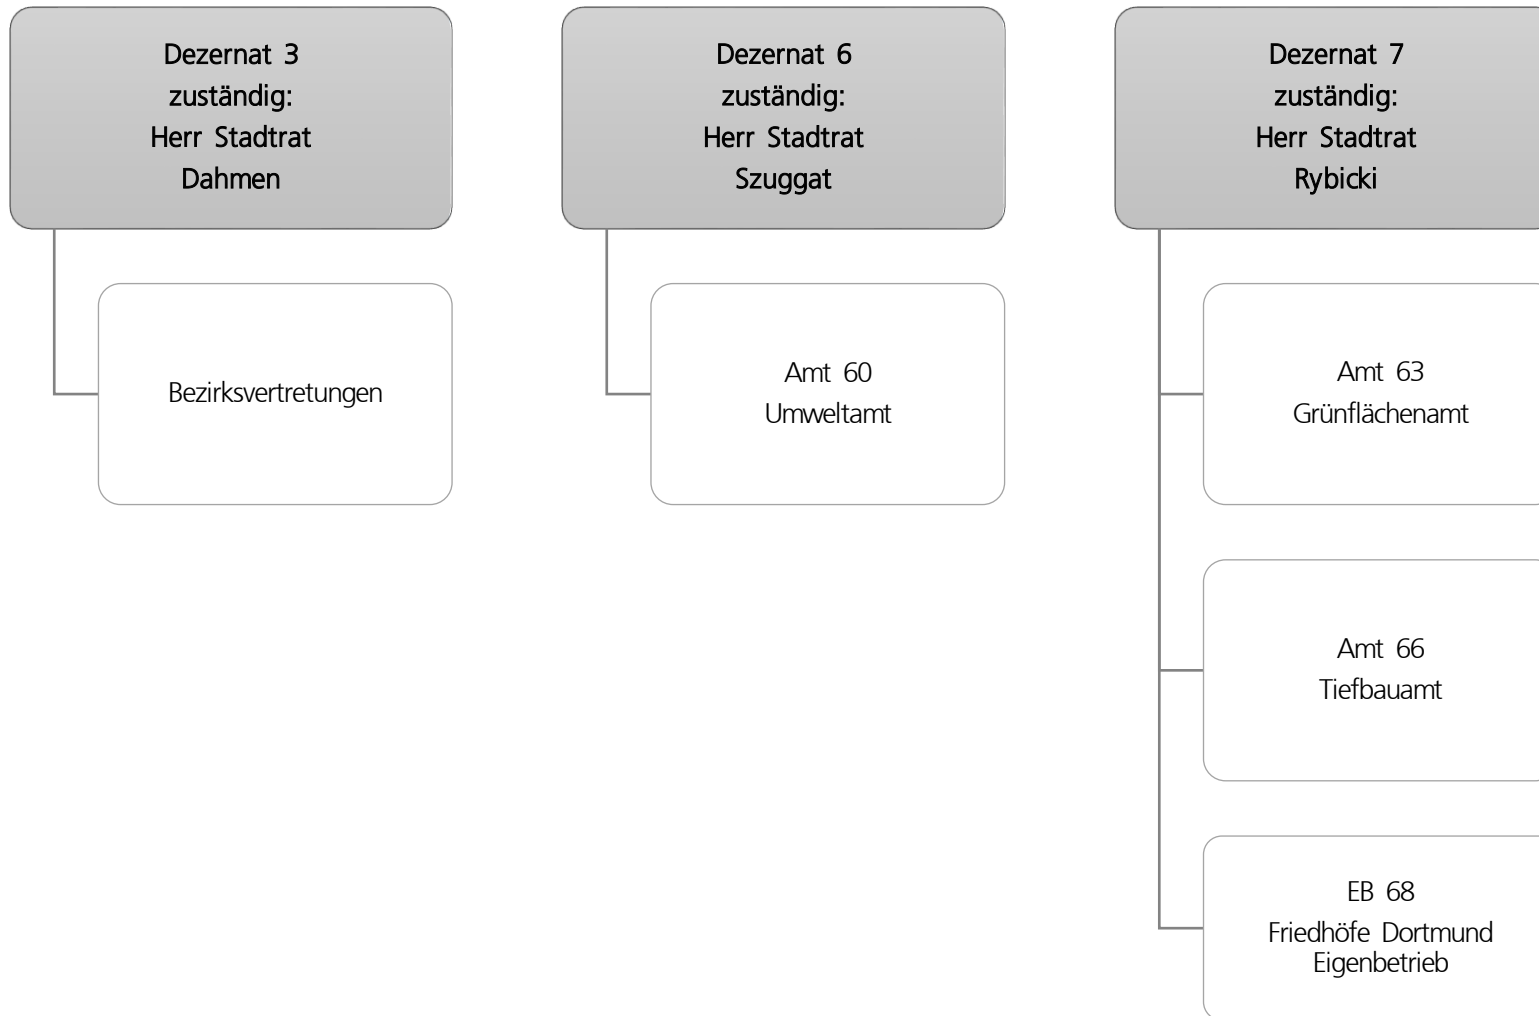 Dezernat 3
zuständig:
Herr Stadtrat
Dahmen
Bezirksvertretungen
Dezernat 6
zuständig:
Herr Stadtrat
Szuggat
Amt 60
Umweltamt
Dezernat 7
zuständig:
Herr Stadtrat
Rybicki
Amt 63
Grünflächenamt
Amt 66
Tiefbauamt
EB 68
Friedhöfe Dortmund
Eigenbetrieb